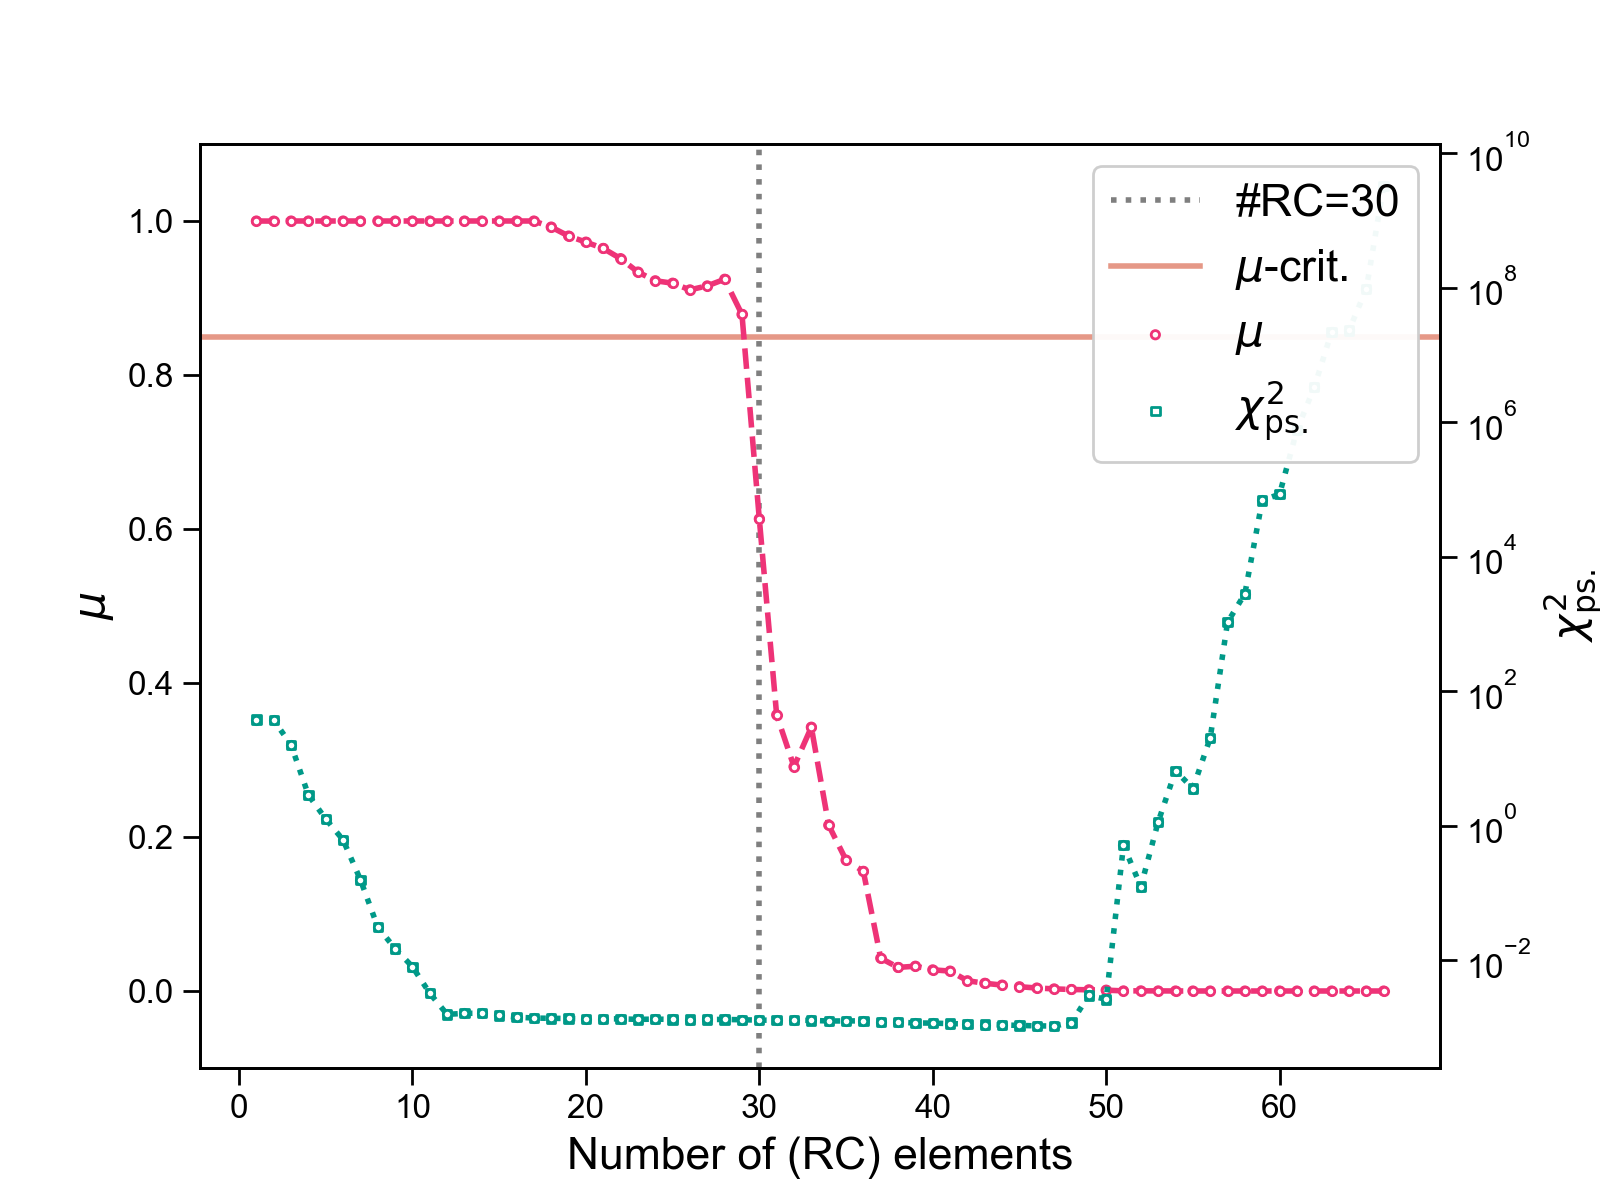 #RC=30
μ-crit.
μ
χ²ps.
1.0
0.8
0.6
0.4
0.2
0.0
μ
10¹⁰
10⁸
10⁶
10⁴
10²
10⁰
10⁻²
χ²ps.
0 10 20 30 40 50 60
Number of (RC) elements